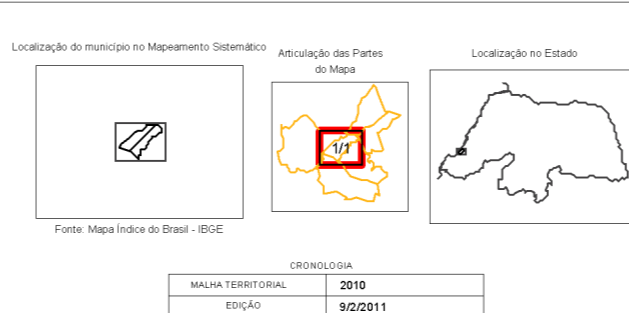 Localização do município no Mapeamento Sistemático
Articulação das Partes
do Mapa
Localização no Estado
1/1
Fonte: Mapa Índice do Brasil - IBGE
CRONOLOGIA
MALHA TERRITORIAL 2010
EDIÇÃO 9/2/2011